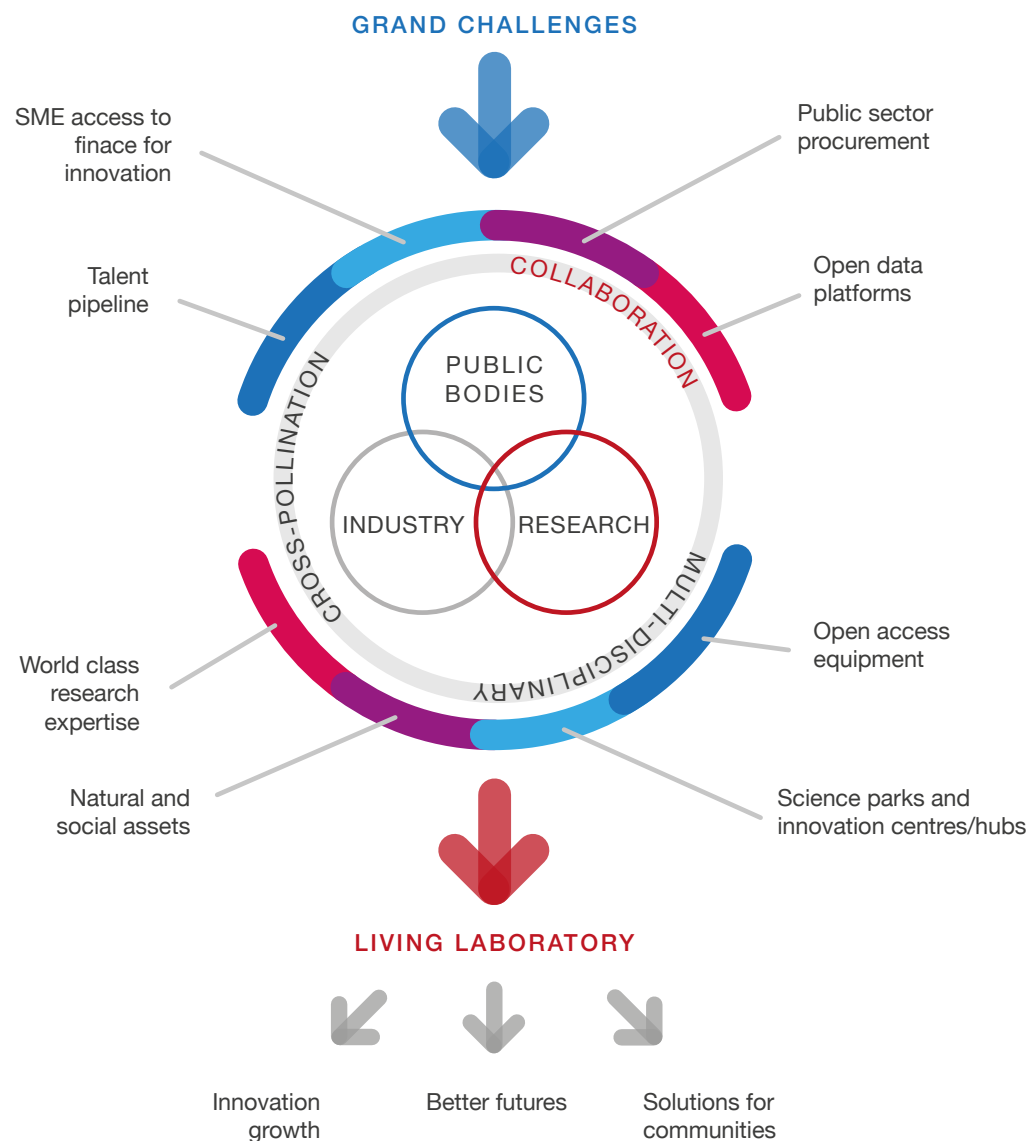 GRAND CHALLENGES
SME access to
finace for
innovation
Public sector
procurement
Talent
pipeline
Open data
platforms
COLLABORATION
CROSS-POLLINATION
MULTI-DISCIPLINARY
PUBLIC
BODIES
INDUSTRY
RESEARCH
World class
research
expertise
Open access
equipment
Natural and
social assets
Science parks and
innovation centres/hubs
LIVING LABORATORY
Innovation
growth
Better futures
Solutions for
communities